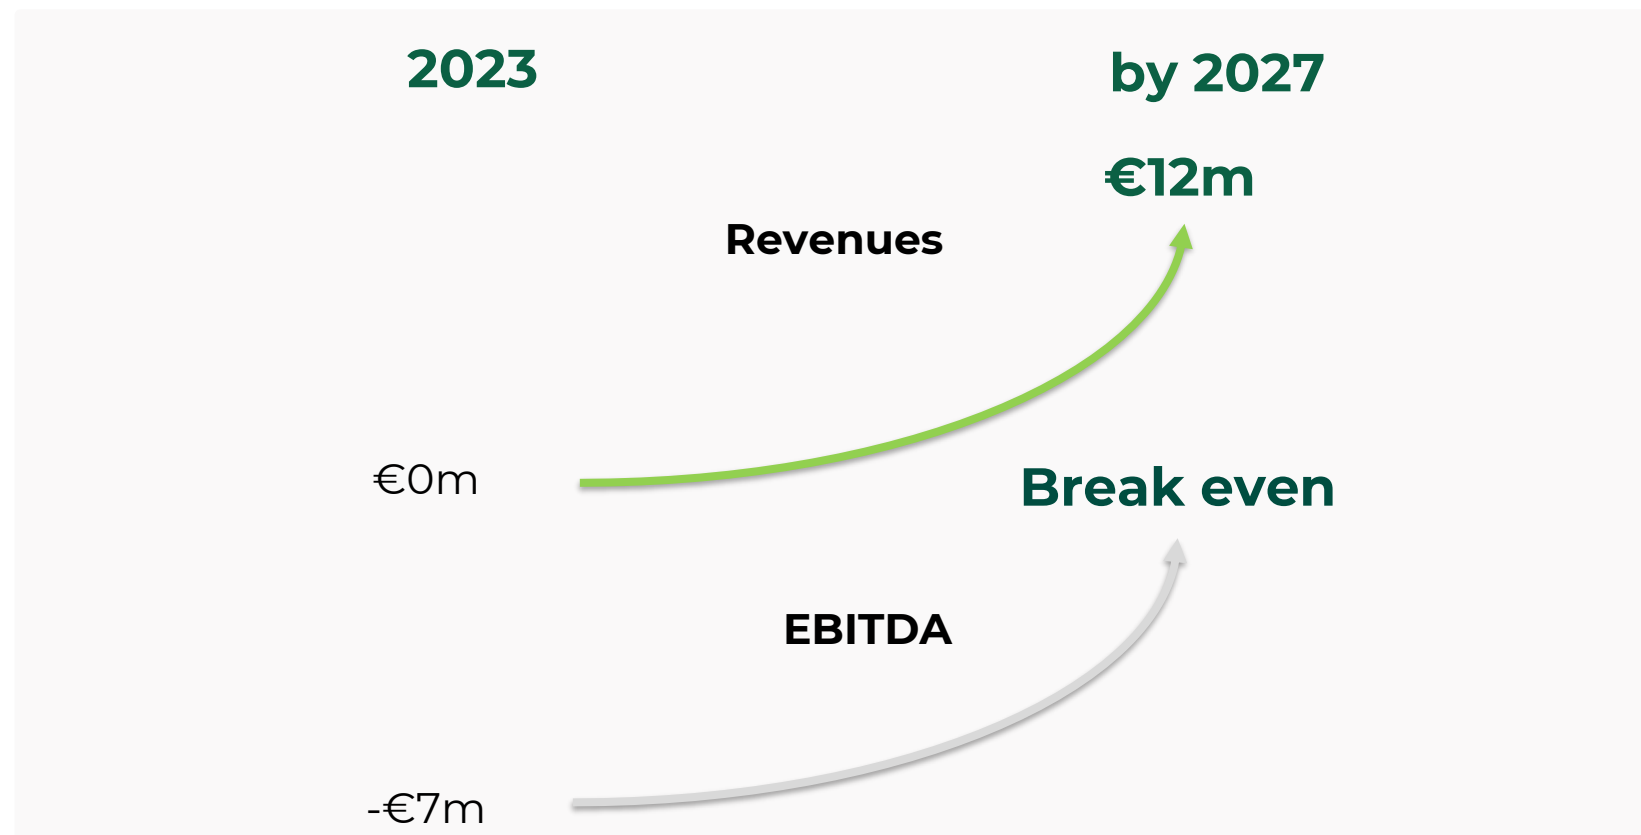 2023
by 2027
€12m
Revenues
€0m
Break even
EBITDA
-€7m